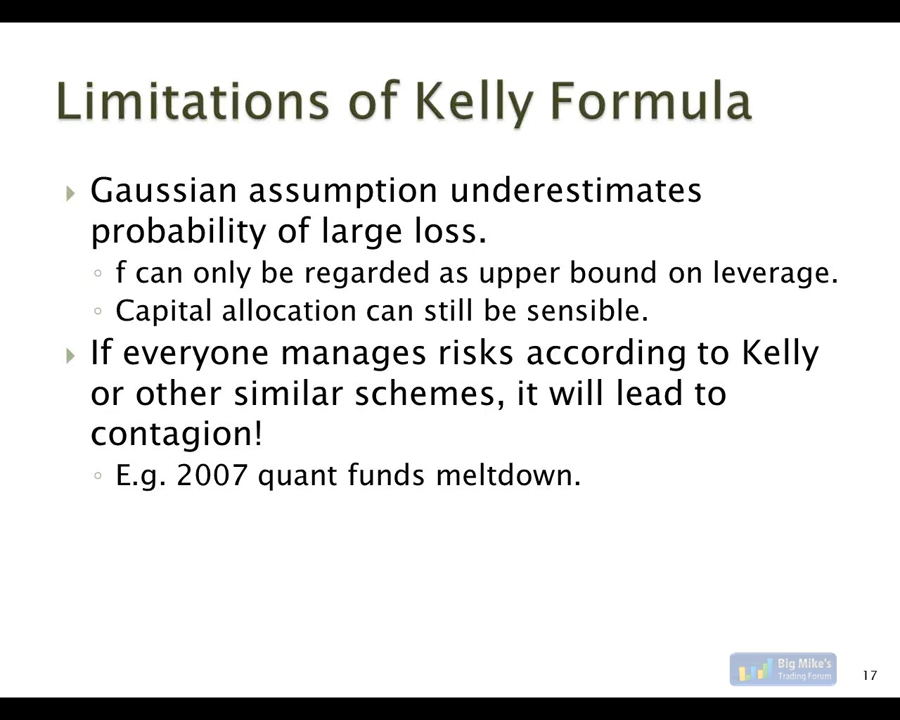 Limitations of Kelly Formula
Gaussian assumption underestimates
probability of large loss.
f can only be regarded as upper bound on leverage.
Capital allocation can still be sensible.
If everyone manages risks according to Kelly
or other similar schemes, it will lead to
contagion!
E.g. 2007 quant funds meltdown.
Big Mike's
Trading Forum
17